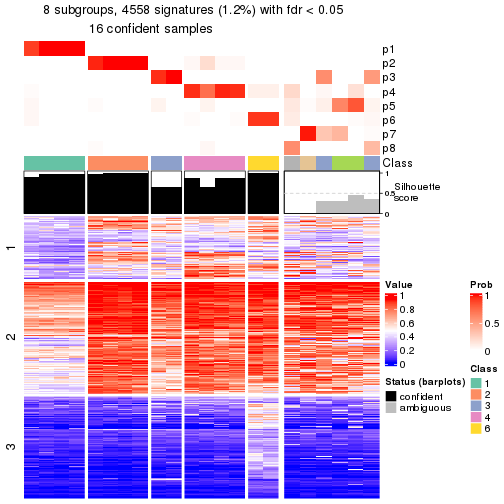 8 subgroups, 4558 signatures (1.2%) with fdr < 0.05
16 confident samples
p1
p2
p3
p4
p5
p6
p7
p8
Class
1
0.5
0
Silhouette
score
1
2
3
Value
1
0.8
0.6
0.4
0.2
0
Prob
1
0.5
0
Status (barplots)
confident
ambiguous
Class
1
2
3
4
6